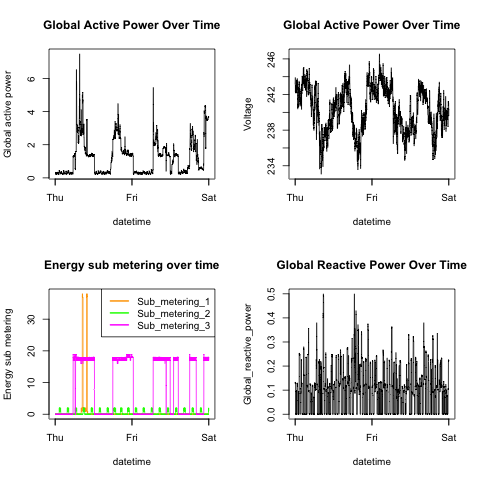 Global Active Power Over Time
Global active power
0 2 4 6
Thu Fri Sat
datetime
Global Active Power Over Time
Voltage
234 238 242 246
Thu Fri Sat
datetime
Energy sub metering over time
Energy sub metering
0 10 20 30
Sub_metering_1
Sub_metering_2
Sub_metering_3
Thu Fri Sat
datetime
Global Reactive Power Over Time
Global_reactive_power
0.0 0.1 0.2 0.3 0.4 0.5
Thu Fri Sat
datetime